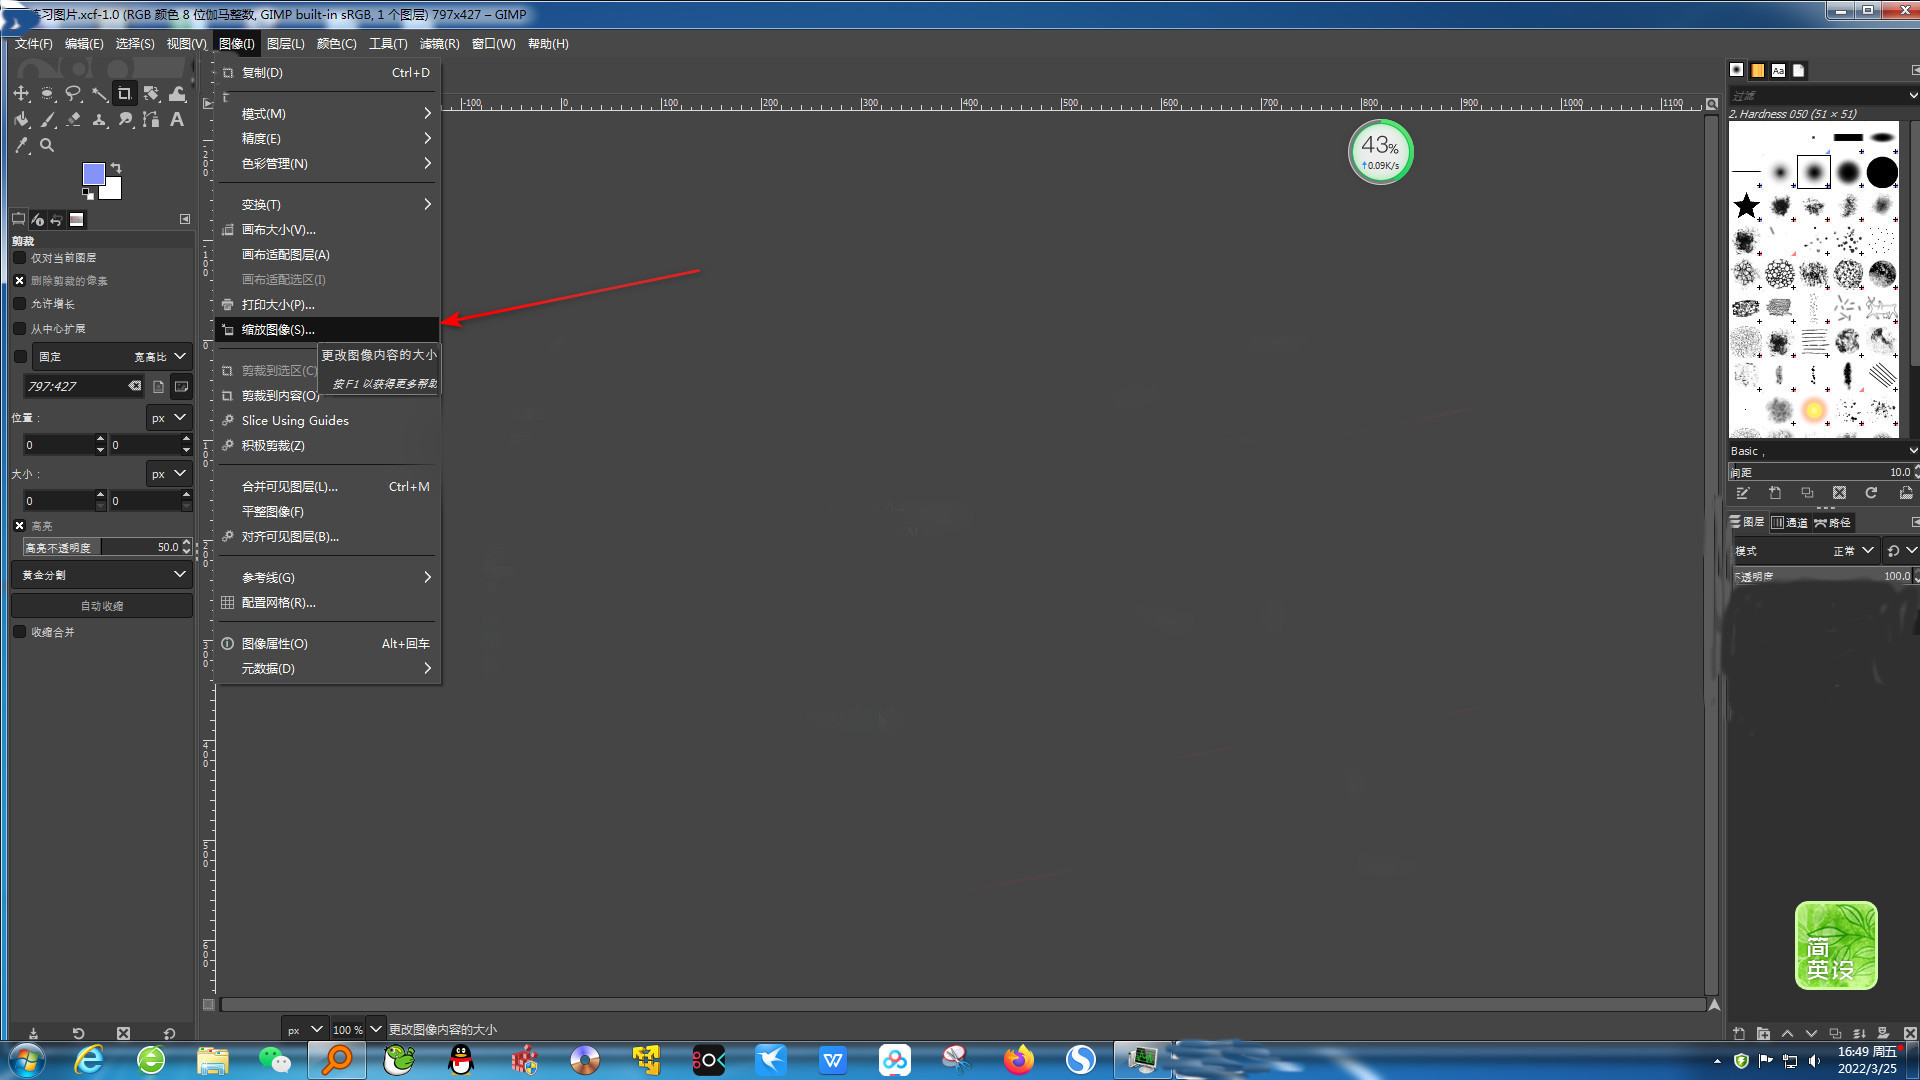 练习图片.xcf-1.0 (RGB 颜色 8 位伽马整数, GIMP built-in sRGB, 1 个图层) 797x427 – GIMP
文件(F) 编辑(E) 选择(S) 视图(V) 图像(I) 图层(L) 颜色(C) 工具(T) 滤镜(R) 窗口(W) 帮助(H)
复制(D) Ctrl+D
模式(M)
精度(E)
色彩管理(N)
变换(T)
画布大小(V)...
画布适配图层(A)
画布适配选区(I)
打印大小(P)...
缩放图像(S)...
更改图像内容的大小
按 F1 以获得更多帮助
剪裁到选区(C)
剪裁到内容(O)
Slice Using Guides
积极剪裁(Z)
合并可见图层(L)... Ctrl+M
平整图像(F)
对齐可见图层(B)...
参考线(G)
配置网格(R)...
图像属性(O) Alt+回车
元数据(D)
剪裁
仅对当前图层
删除剪裁的像素
允许增长
从中心扩展
固定 宽高比
797:427
位置: px
0 0
大小: px
0 0
高亮
高亮不透明度 50.0
黄金分割
自动收缩
收缩合并
-100 0 100 200 300 400 500 600 700 800 900 1000 1100
-200
-100
0
100
200
300
400
500
600
43%
↑0.09K/s
Aa
过滤
2. Hardness 050 (51 × 51)
Basic ,
间距 10.0
图层 通道 路径
模式 正常
不透明度 100.0
简
英设
px 100 % 更改图像内容的大小
16:49 周五
2022/3/25